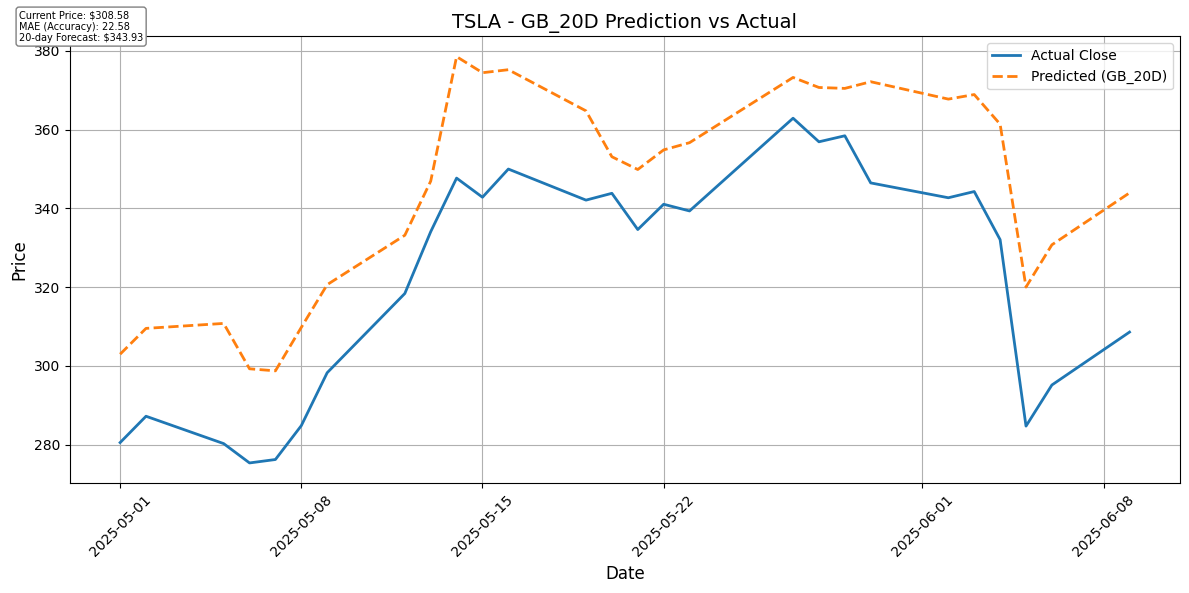 TSLA - GB_20D Prediction vs Actual
Current Price: $308.58
MAE (Accuracy): 22.58
20-day Forecast: $343.93
Actual Close
Predicted (GB_20D)
Price
380
360
340
320
300
280
2025-05-01
2025-05-08
2025-05-15
2025-05-22
2025-06-01
2025-06-08
Date